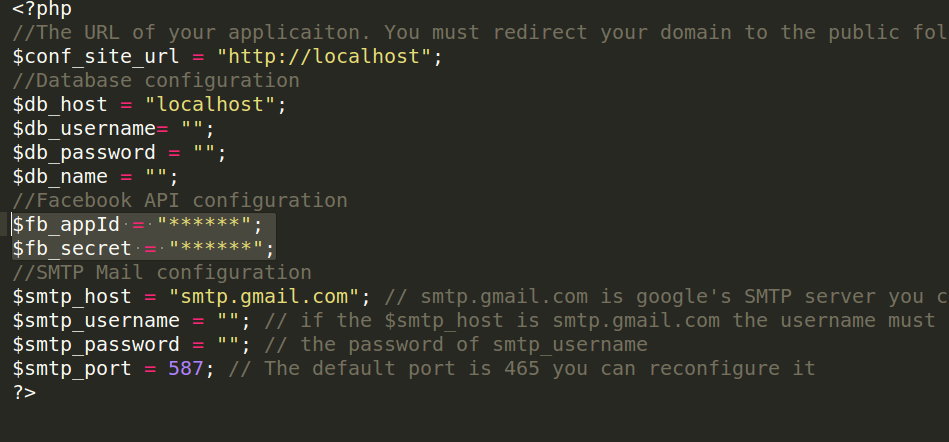 <?php
//The URL of your applicaiton. You must redirect your domain to the public fol
$conf_site_url = "http://localhost";
//Database configuration
$db_host = "localhost";
$db_username= "";
$db_password = "";
$db_name = "";
//Facebook API configuration
$fb_appId = "******";
$fb_secret = "******";
//SMTP Mail configuration
$smtp_host = "smtp.gmail.com"; // smtp.gmail.com is google's SMTP server you c
$smtp_username = ""; // if the $smtp_host is smtp.gmail.com the username must
$smtp_password = ""; // the password of smtp_username
$smtp_port = 587; // The default port is 465 you can reconfigure it
?>